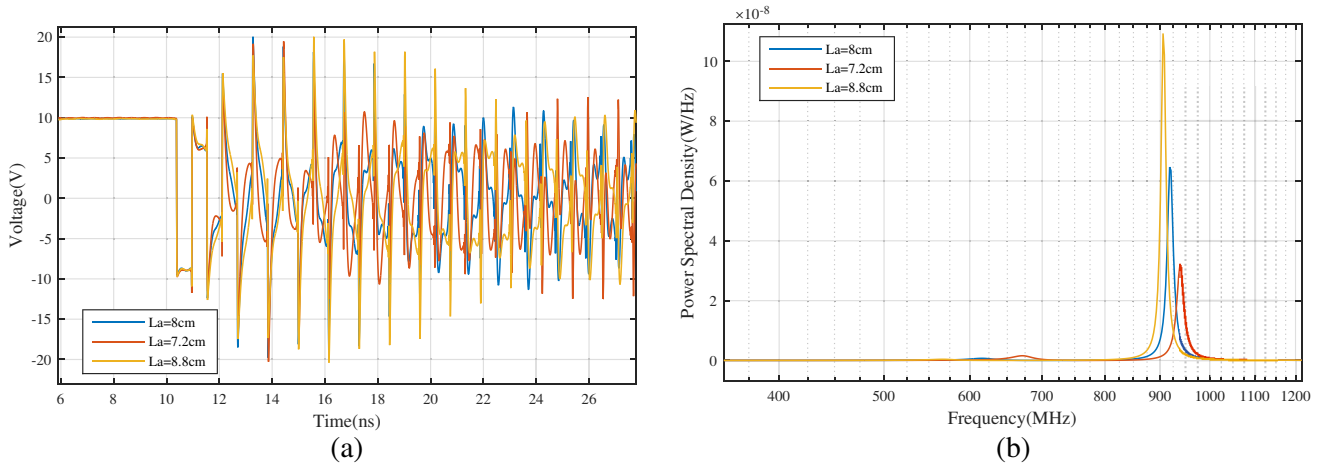 20
15
10
5
0
-5
-10
-15
-20
Voltage(V)
La=8cm
La=7.2cm
La=8.8cm
6 8 10 12 14 16 18 20 22 24 26
Time(ns)
(a)
×10-8
10
8
6
4
2
0
Power Spectral Density(W/Hz)
La=8cm
La=7.2cm
La=8.8cm
400 500 600 700 800 900 1000 1100 1200
Frequency(MHz)
(b)